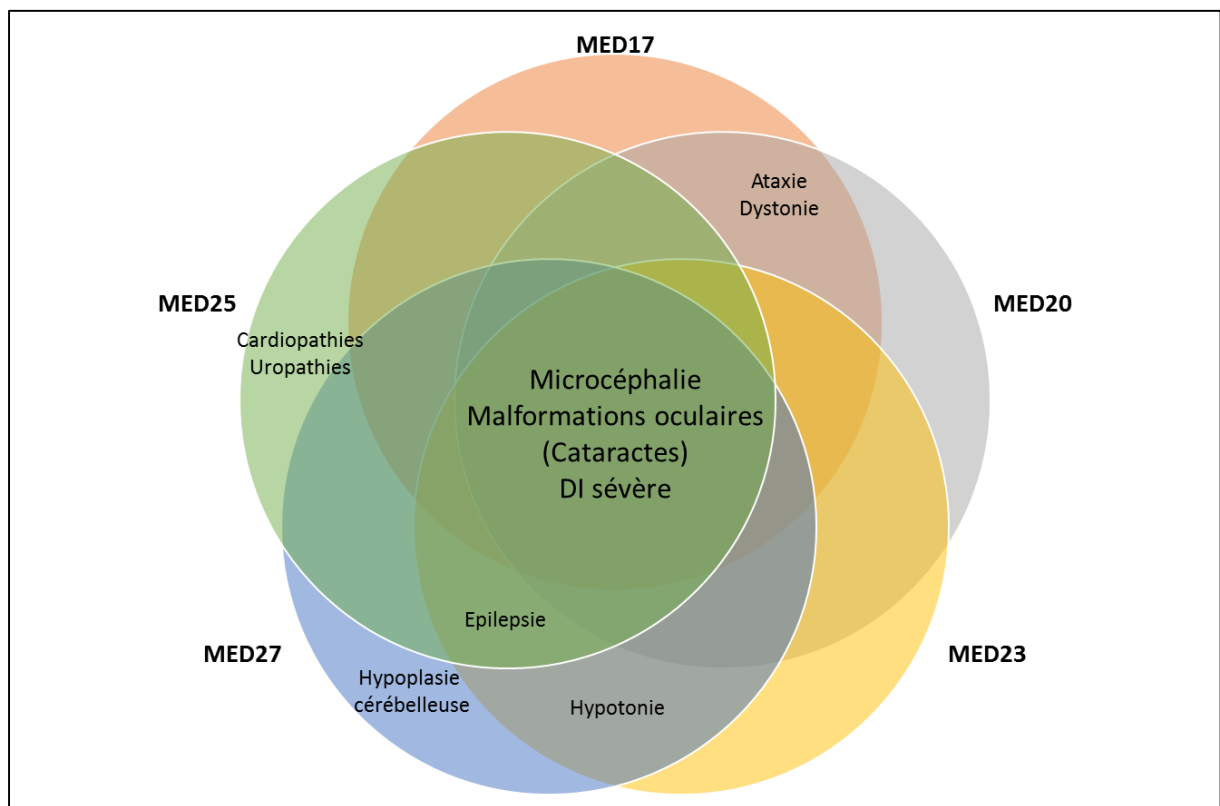 MED17
Ataxie
Dystonie
MED25
MED20
Cardiopathies
Uropathies
Microcéphalie
Malformations oculaires
(Cataractes)
DI sévère
Epilepsie
MED27
MED23
Hypoplasie
cérébelleuse
Hypotonie